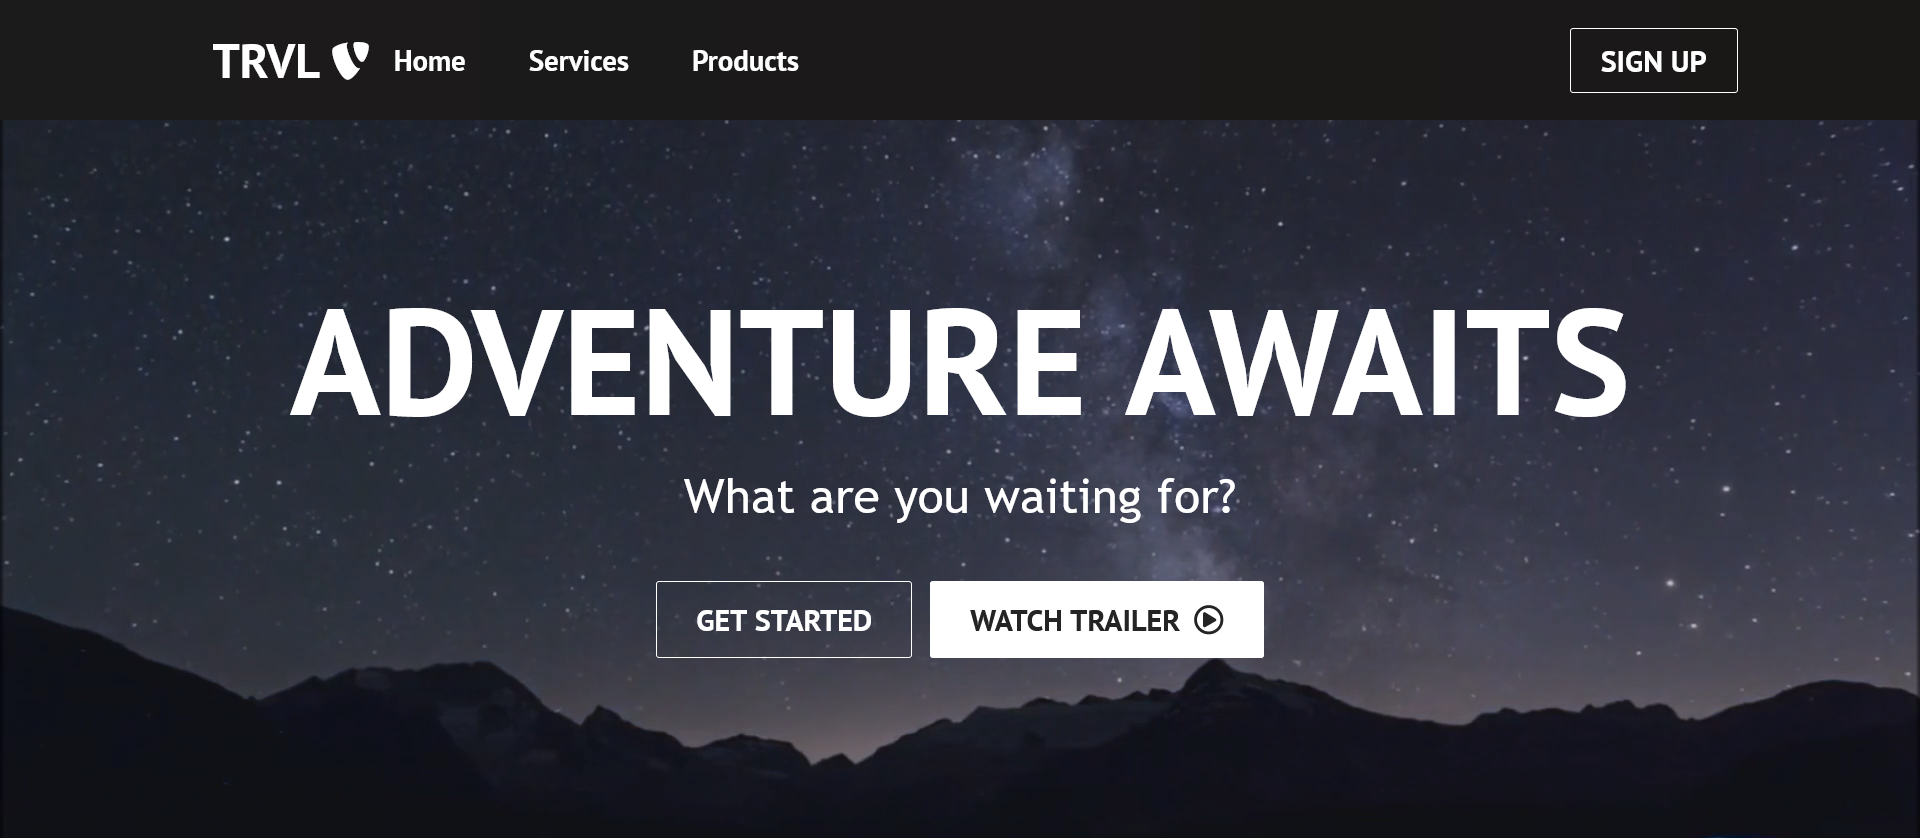 TRVL Home Services Products SIGN UP
ADVENTURE AWAITS
What are you waiting for?
GET STARTED WATCH TRAILER